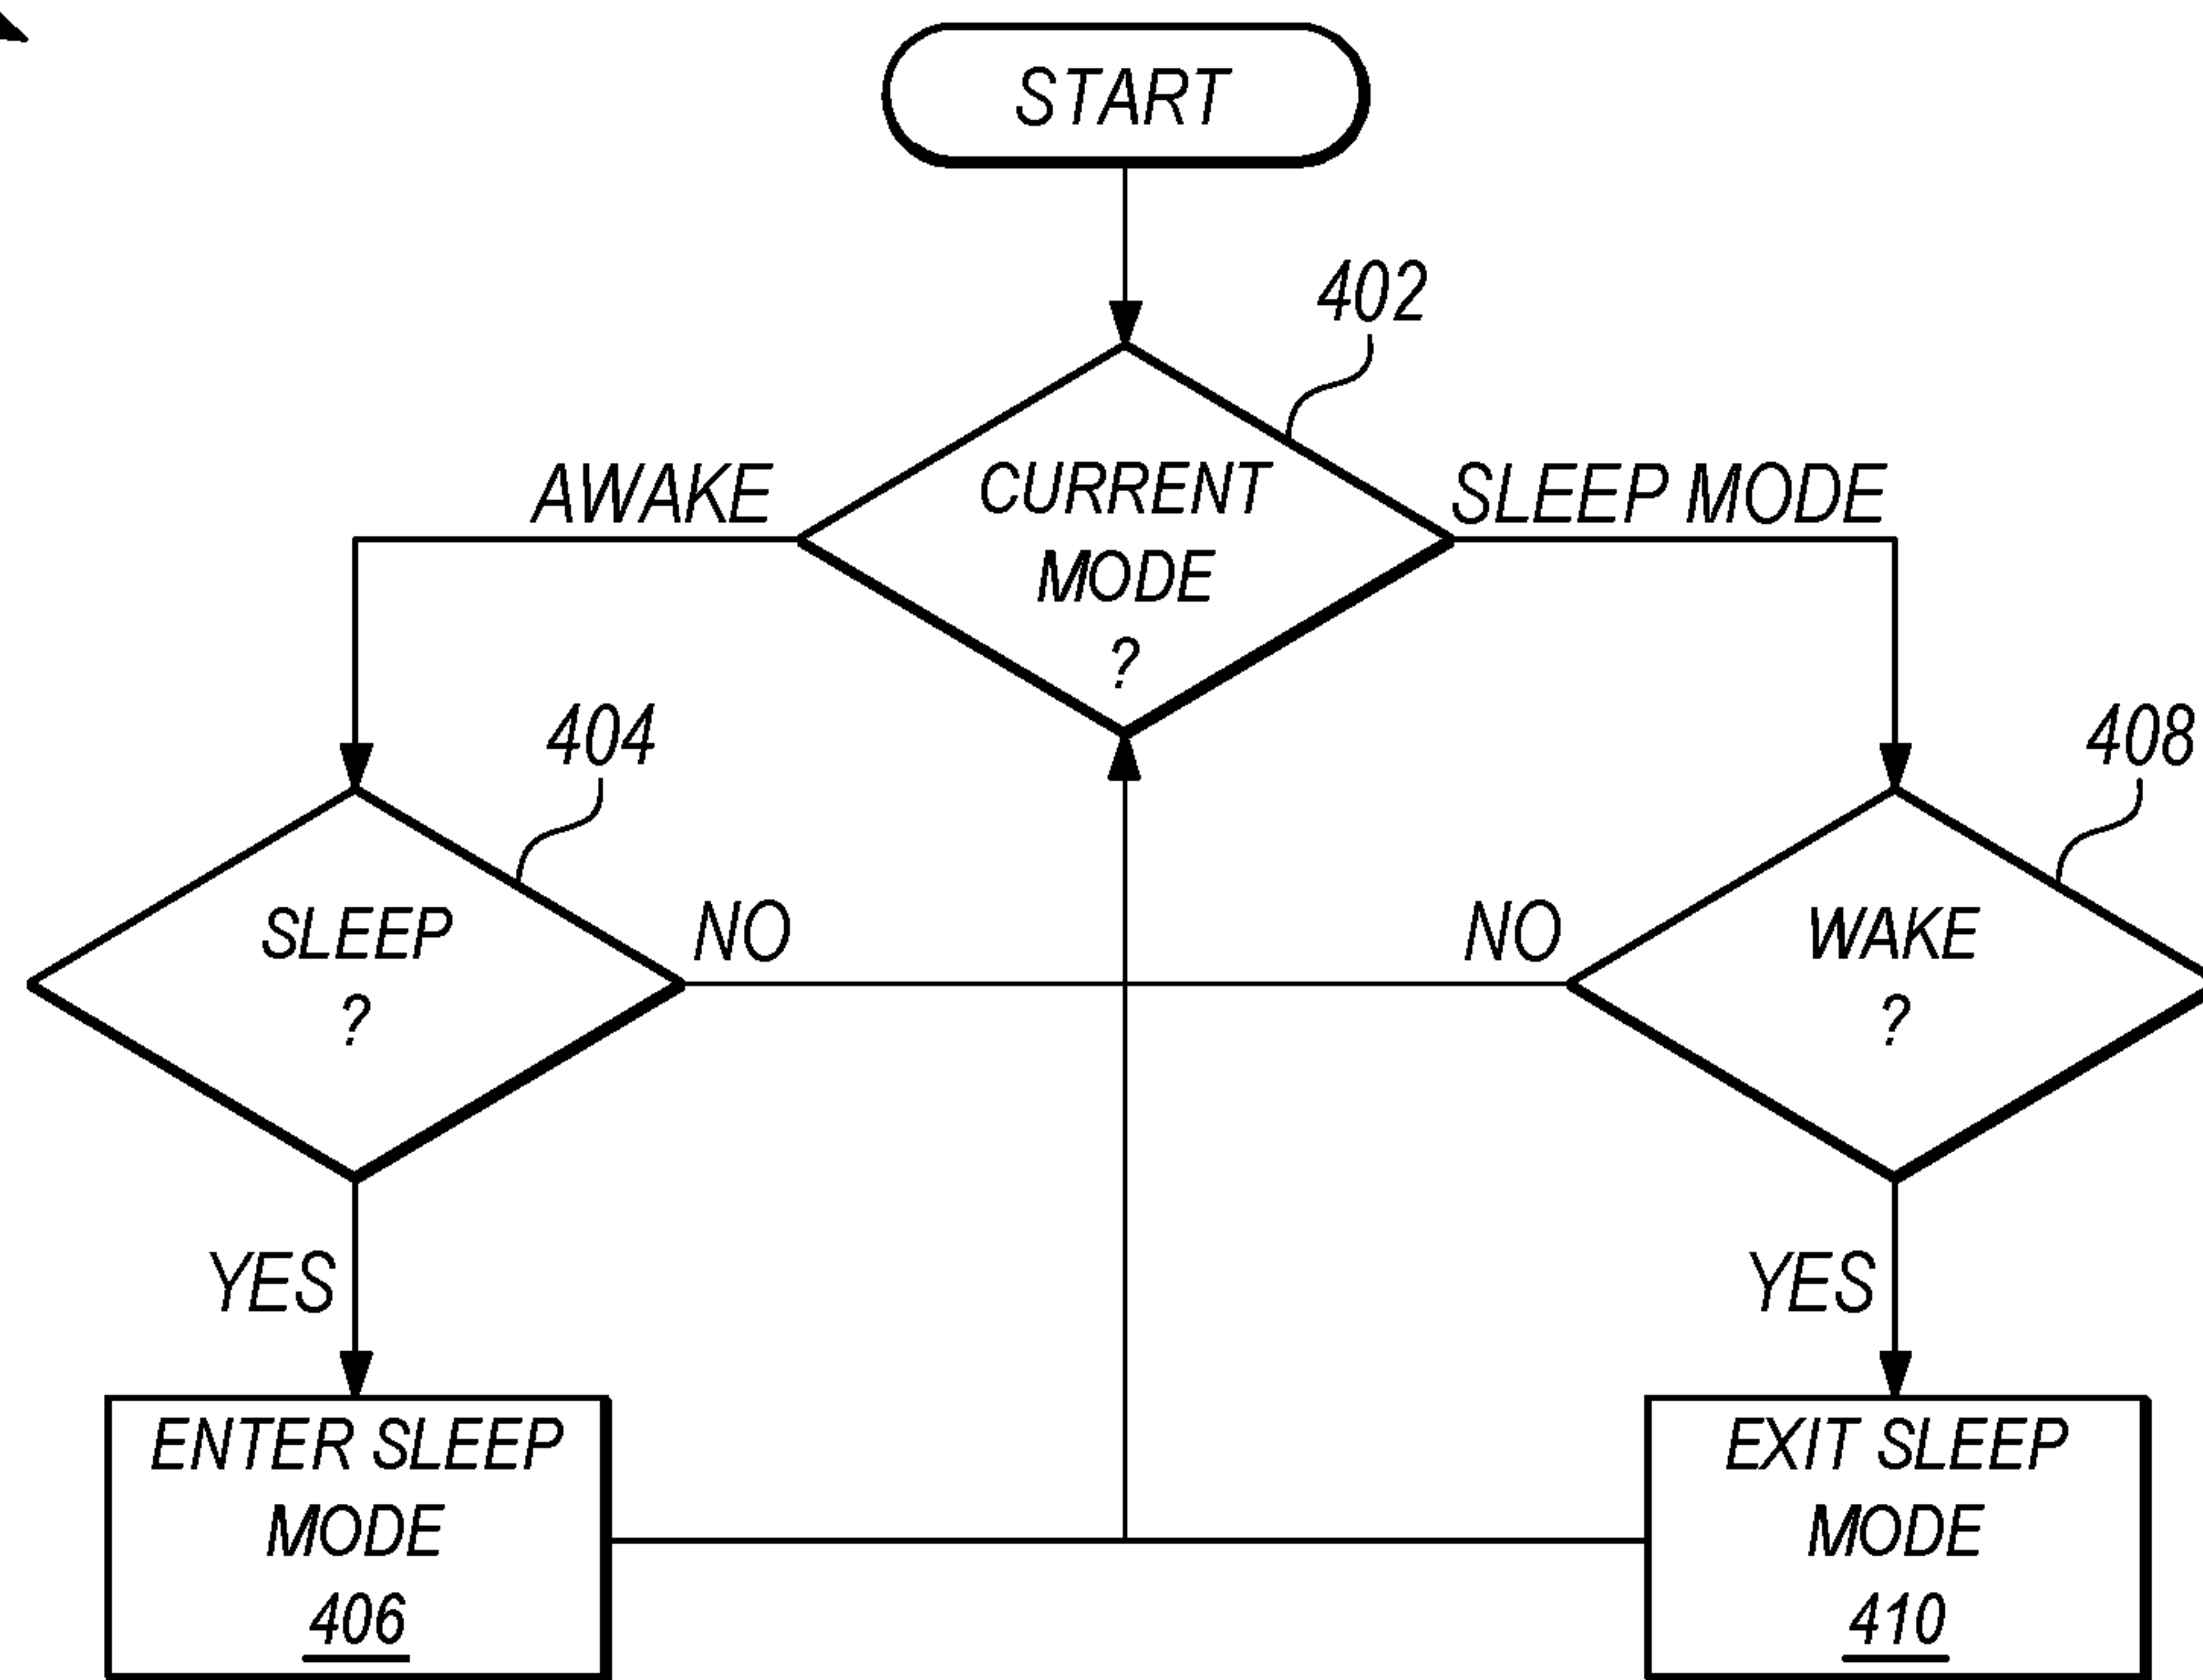 START
402
AWAKE
CURRENT
MODE
?
SLEEP MODE
404
408
SLEEP
?
NO
NO
WAKE
?
YES
YES
ENTER SLEEP
MODE
406
EXIT SLEEP
MODE
410